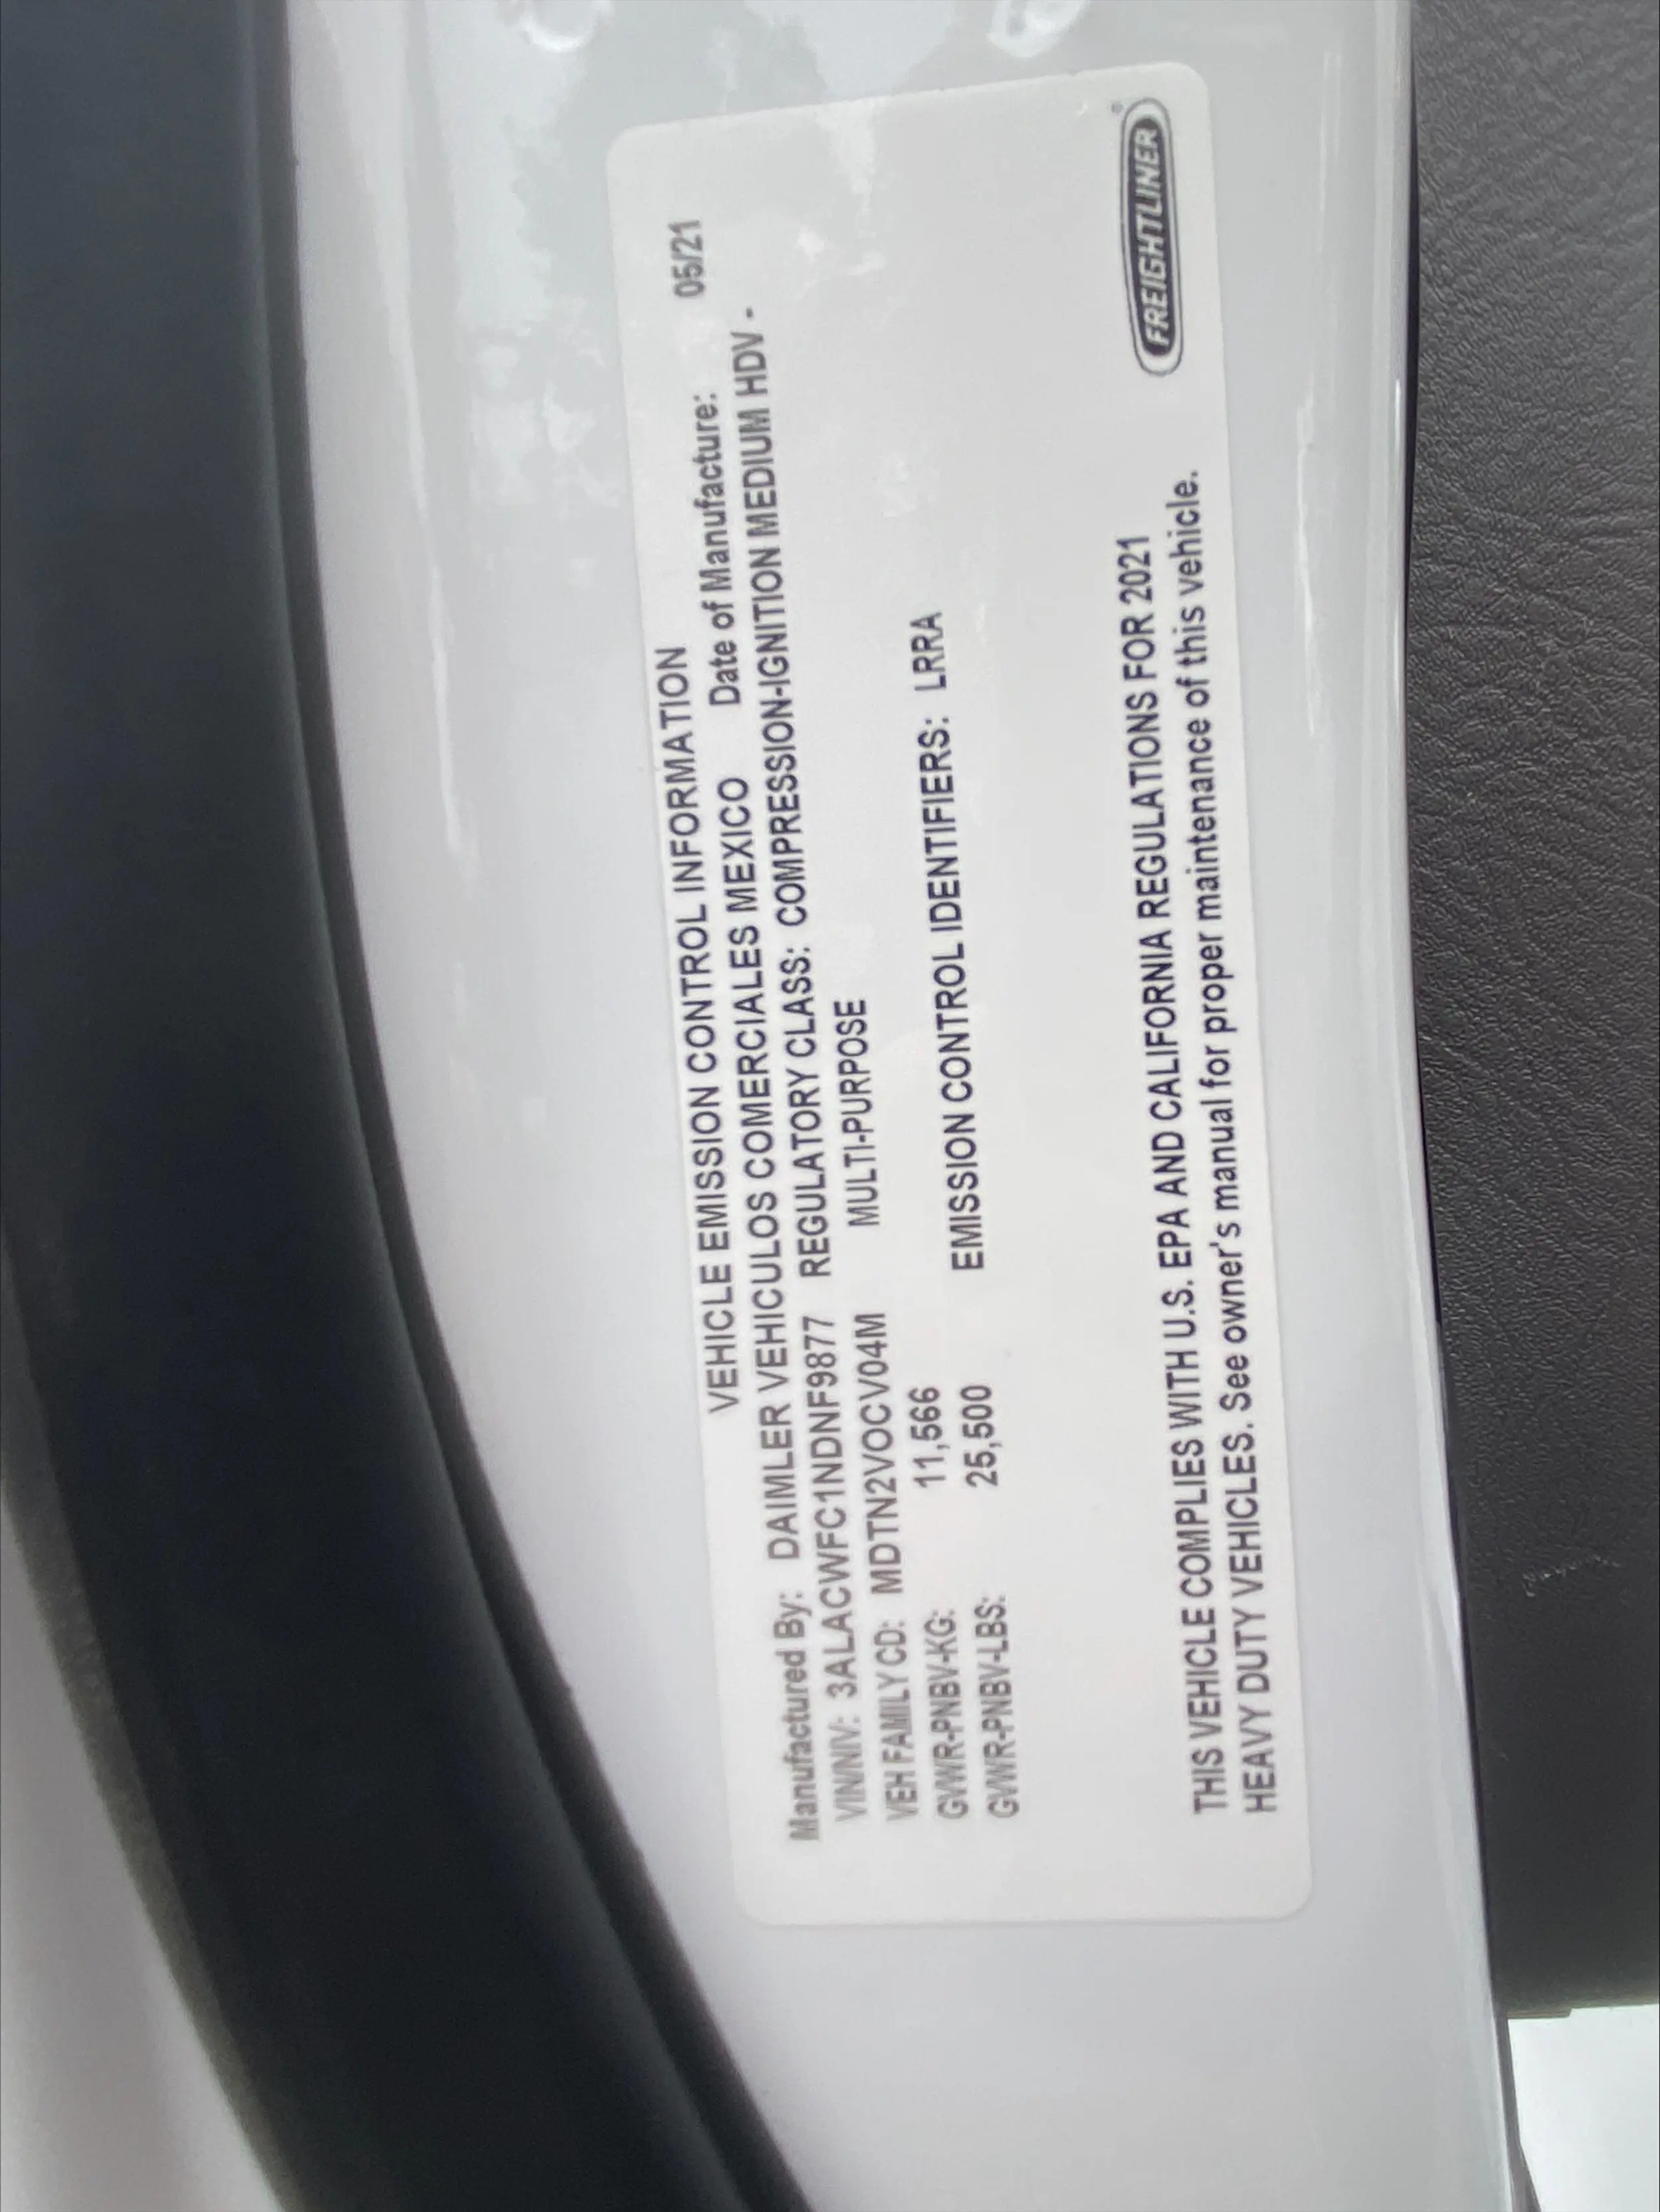 VEHICLE EMISSION CONTROL INFORMATION
Manufactured By: DAIMLER VEHICULOS COMERCIALES MEXICO Date of Manufacture: 05/21
VIN/NIV: 3ALACWFC1NDNF9877 REGULATORY CLASS: COMPRESSION-IGNITION MEDIUM HDV -
VEH FAMILY CD: MDTN2VOCV04M MULTI-PURPOSE
GVWR-PNBV-KG: 11,566
GVWR-PNBV-LBS: 25,500 EMISSION CONTROL IDENTIFIERS: LRRA
THIS VEHICLE COMPLIES WITH U.S. EPA AND CALIFORNIA REGULATIONS FOR 2021
HEAVY DUTY VEHICLES. See owner's manual for proper maintenance of this vehicle.
FREIGHTLINER®